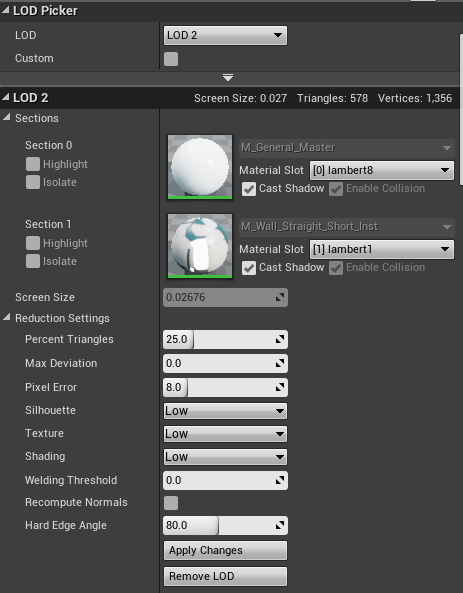 LOD Picker
LOD LOD 2
Custom
LOD 2 Screen Size: 0.027 Triangles: 578 Vertices: 1,356
Sections
Section 0
Highlight
Isolate
M_General_Master
Material Slot [0] lambert8
Cast Shadow Enable Collision
Section 1
Highlight
Isolate
M_Wall_Straight_Short_Inst
Material Slot [1] lambert1
Cast Shadow Enable Collision
Screen Size 0.02676
Reduction Settings
Percent Triangles 25.0
Max Deviation 0.0
Pixel Error 8.0
Silhouette Low
Texture Low
Shading Low
Welding Threshold 0.0
Recompute Normals
Hard Edge Angle 80.0
Apply Changes
Remove LOD